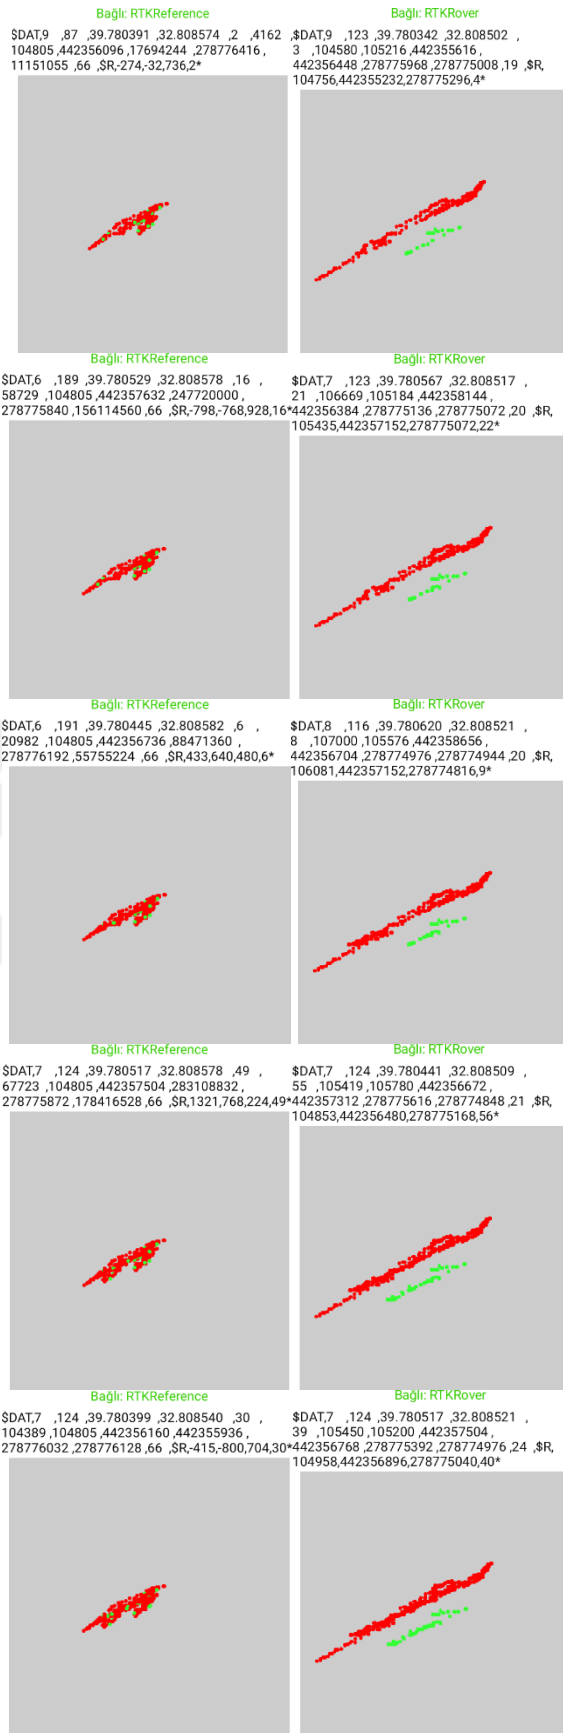 Bağlı: RTKReference
$DAT,9 ,87 ,39.780391 ,32.808574 ,2 ,4162 ,
104805 ,442356096 ,17694244 ,278776416 ,
11151055 ,66 ,$R,-274,-32,736,2*
Bağlı: RTKRover
$DAT,9 ,123 ,39.780342 ,32.808502 ,
3 ,104580 ,105216 ,442355616 ,
442356448 ,278775968 ,278775008 ,19 ,$R,
104756,442355232,278775296,4*
Bağlı: RTKReference
$DAT,6 ,189 ,39.780529 ,32.808578 ,16 ,
58729 ,104805 ,442357632 ,247720000 ,
278775840 ,156114560 ,66 ,$R,-798,-768,928,16*
Bağlı: RTKRover
$DAT,7 ,123 ,39.780567 ,32.808517 ,
21 ,106669 ,105184 ,442358144 ,
442356384 ,278775136 ,278775072 ,20 ,$R,
105435,442357152,278775072,22*
Bağlı: RTKReference
$DAT,6 ,191 ,39.780445 ,32.808582 ,6 ,
20982 ,104805 ,442356736 ,88471360 ,
278776192 ,55755224 ,66 ,$R,433,640,480,6*
Bağlı: RTKRover
$DAT,8 ,116 ,39.780620 ,32.808521 ,
8 ,107000 ,105576 ,442358656 ,
442356704 ,278774976 ,278774944 ,20 ,$R,
106081,442357152,278774816,9*
Bağlı: RTKReference
$DAT,7 ,124 ,39.780517 ,32.808578 ,49 ,
67723 ,104805 ,442357504 ,283108832 ,
278775872 ,178416528 ,66 ,$R,1321,768,224,49*
Bağlı: RTKRover
$DAT,7 ,124 ,39.780441 ,32.808509 ,
55 ,105419 ,105780 ,442356672 ,
442357312 ,278775616 ,278774848 ,21 ,$R,
104853,442356480,278775168,56*
Bağlı: RTKReference
$DAT,7 ,124 ,39.780399 ,32.808540 ,30 ,
104389 ,104805 ,442356160 ,442355936 ,
278776032 ,278776128 ,66 ,$R,-415,-800,704,30*
Bağlı: RTKRover
$DAT,7 ,124 ,39.780517 ,32.808521 ,
39 ,105450 ,105200 ,442357504 ,
442356768 ,278775392 ,278774976 ,24 ,$R,
104958,442356896,278775040,40*